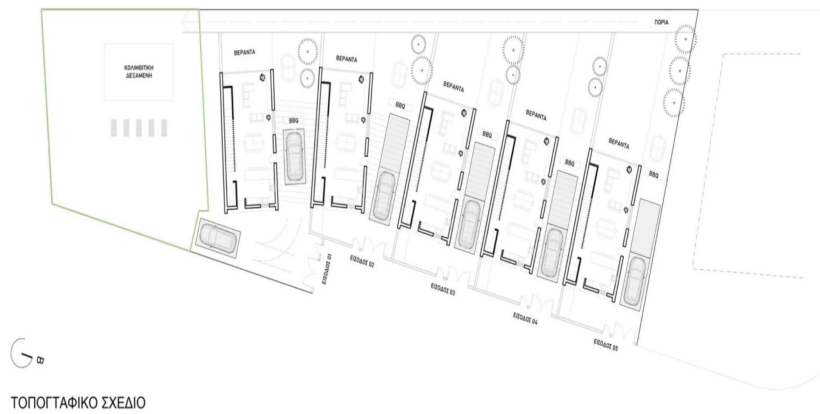 ΠΟΡΙΑ
ΚΟΛΙΜΒΙΤΙΚΗ
ΔΕΞΑΜΕΝΗ
ΒΕΡΑΝΤΑ
ΒΕΡΑΝΤΑ
ΒΕΡΑΝΤΑ
ΒΕΡΑΝΤΑ
ΒΕΡΑΝΤΑ
BBQ
BBQ
BBQ
BBQ
BBQ
ΕΙΣΟΔΟΣ 01
ΕΙΣΟΔΟΣ 02
ΕΙΣΟΔΟΣ 03
ΕΙΣΟΔΟΣ 04
ΕΙΣΟΔΟΣ 05
Β
ΤΟΠΟΓΤΑΦΙΚΟ ΣΧΕΔΙΟ